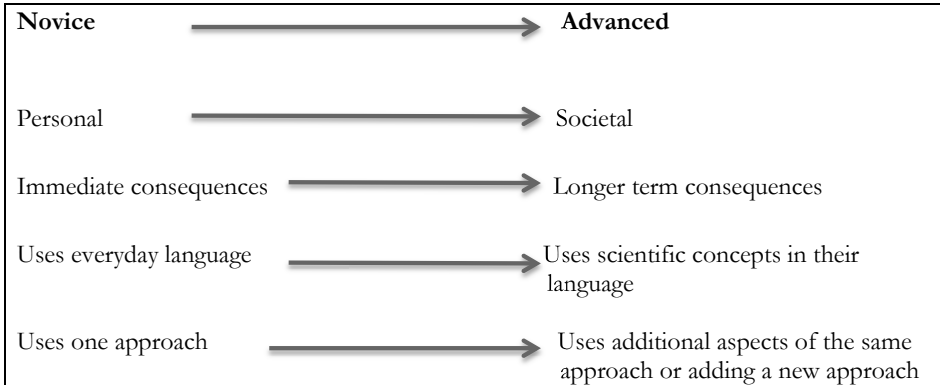 Novice Advanced
Personal Societal
Immediate consequences Longer term consequences
Uses everyday language Uses scientific concepts in their
language
Uses one approach Uses additional aspects of the same
approach or adding a new approach